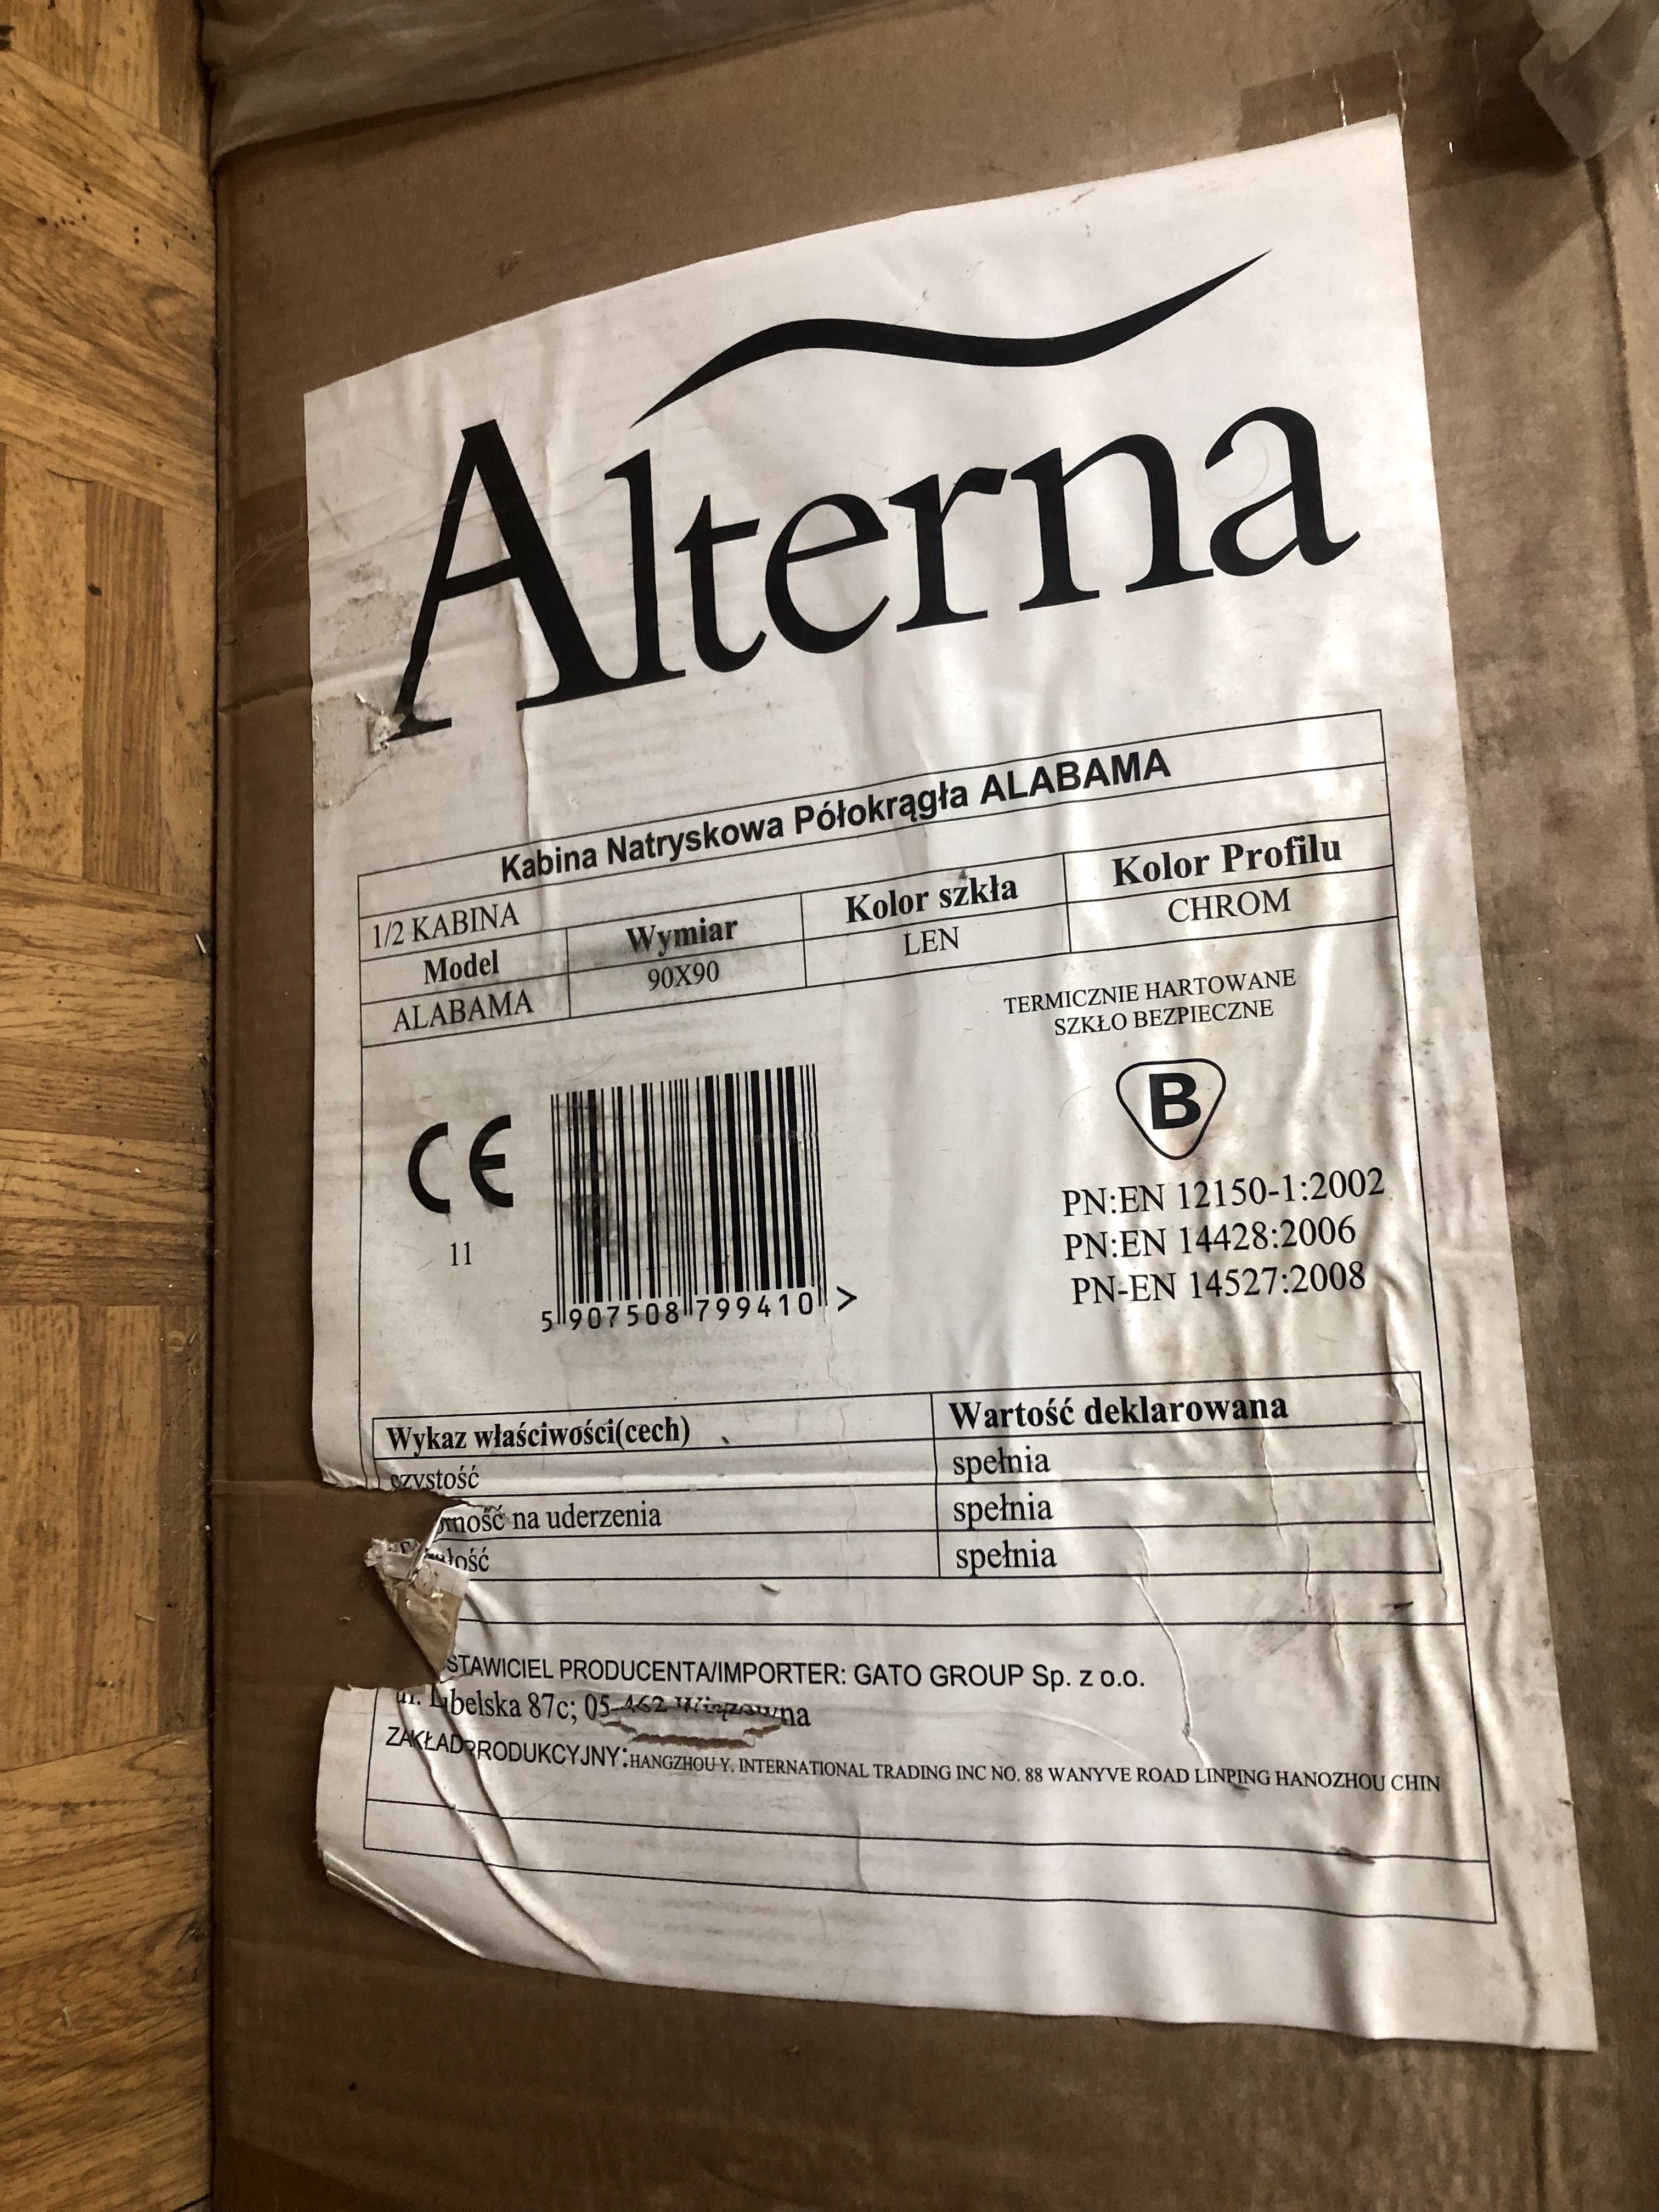 Alterna
Kabina Natryskowa Półokrągła ALABAMA
1/2 KABINA
Model Wymiar Kolor szkła Kolor Profilu
ALABAMA 90X90 LEN CHROM
TERMICZNIE HARTOWANE
SZKŁO BEZPIECZNE
CE
11
B
5 907508 799410 >
PN:EN 12150-1:2002
PN:EN 14428:2006
PN-EN 14527:2008
Wykaz właściwości(cech) Wartość deklarowana
czystość spełnia
na uderzenia spełnia
spełnia
STAWICIEL PRODUCENTA/IMPORTER: GATO GROUP Sp. z o.o.
87c; 05-462
ZAKŁAD PRODUKCYJNY: HANGZHOU Y. INTERNATIONAL TRADING INC NO. 88 WANYVE ROAD LINPING HANOZHOU CHIN